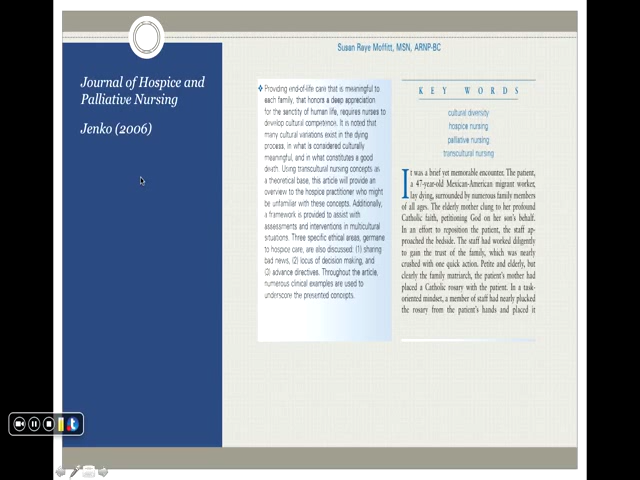 Journal of Hospice and
Palliative Nursing
Jenko (2006)
Susan Raye Moffitt, MSN, ARNP-BC
❖ Providing end-of-life care that is meaningful to
each family, that honors a deep appreciation
for the sanctity of human life, requires nurses to
develop cultural competence. It is noted that
many cultural variations exist in the dying
process, in what is considered culturally
meaningful, and in what constitutes a good
death. Using transcultural nursing concepts as
a theoretical base, this article will provide an
overview to the hospice practitioner who might
be unfamiliar with these concepts. Additionally,
a framework is provided to assist with
assessments and interventions in multicultural
situations. Three specific ethical areas, germane
to hospice care, are also discussed: (1) sharing
bad news, (2) locus of decision making, and
(3) advance directives. Throughout the article,
numerous clinical examples are used to
underscore the presented concepts.
KEY WORDS
cultural diversity
hospice nursing
palliative nursing
transcultural nursing
It was a brief yet memorable encounter. The patient,
a 47-year-old Mexican-American migrant worker,
lay dying, surrounded by numerous family members
of all ages. The elderly mother clung to her profound
Catholic faith, petitioning God on her son's behalf.
In an effort to reposition the patient, the staff ap-
proached the bedside. The staff had worked diligently
to gain the trust of the family, which was nearly
crushed with one quick action. Petite and elderly, but
clearly the family matriarch, the patient's mother had
placed a Catholic rosary with the patient. In a task-
oriented mindset, a member of staff had nearly plucked
the rosary from the patient's hands and placed it